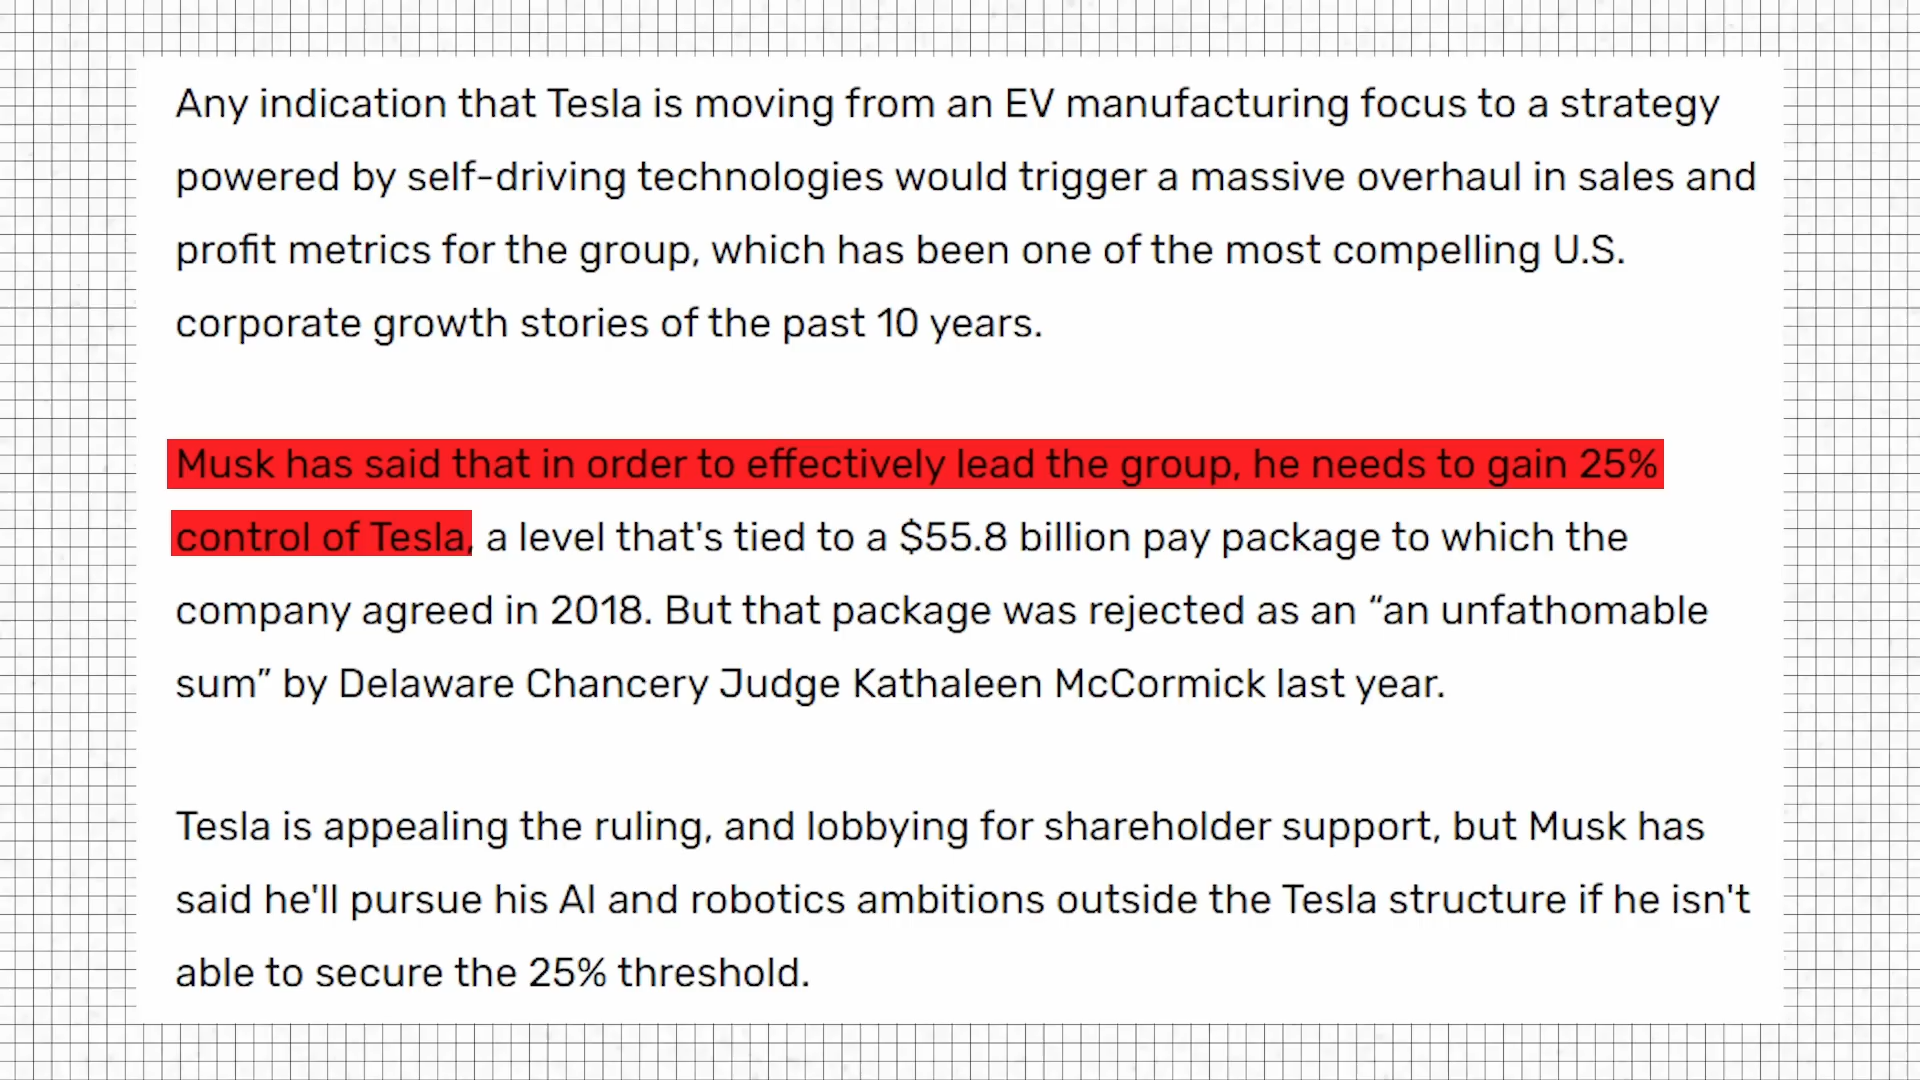 Any indication that Tesla is moving from an EV manufacturing focus to a strategy
powered by self-driving technologies would trigger a massive overhaul in sales and
profit metrics for the group, which has been one of the most compelling U.S.
corporate growth stories of the past 10 years.
Musk has said that in order to effectively lead the group, he needs to gain 25%
control of Tesla, a level that's tied to a $55.8 billion pay package to which the
company agreed in 2018. But that package was rejected as an “an unfathomable
sum” by Delaware Chancery Judge Kathaleen McCormick last year.
Tesla is appealing the ruling, and lobbying for shareholder support, but Musk has
said he'll pursue his AI and robotics ambitions outside the Tesla structure if he isn't
able to secure the 25% threshold.